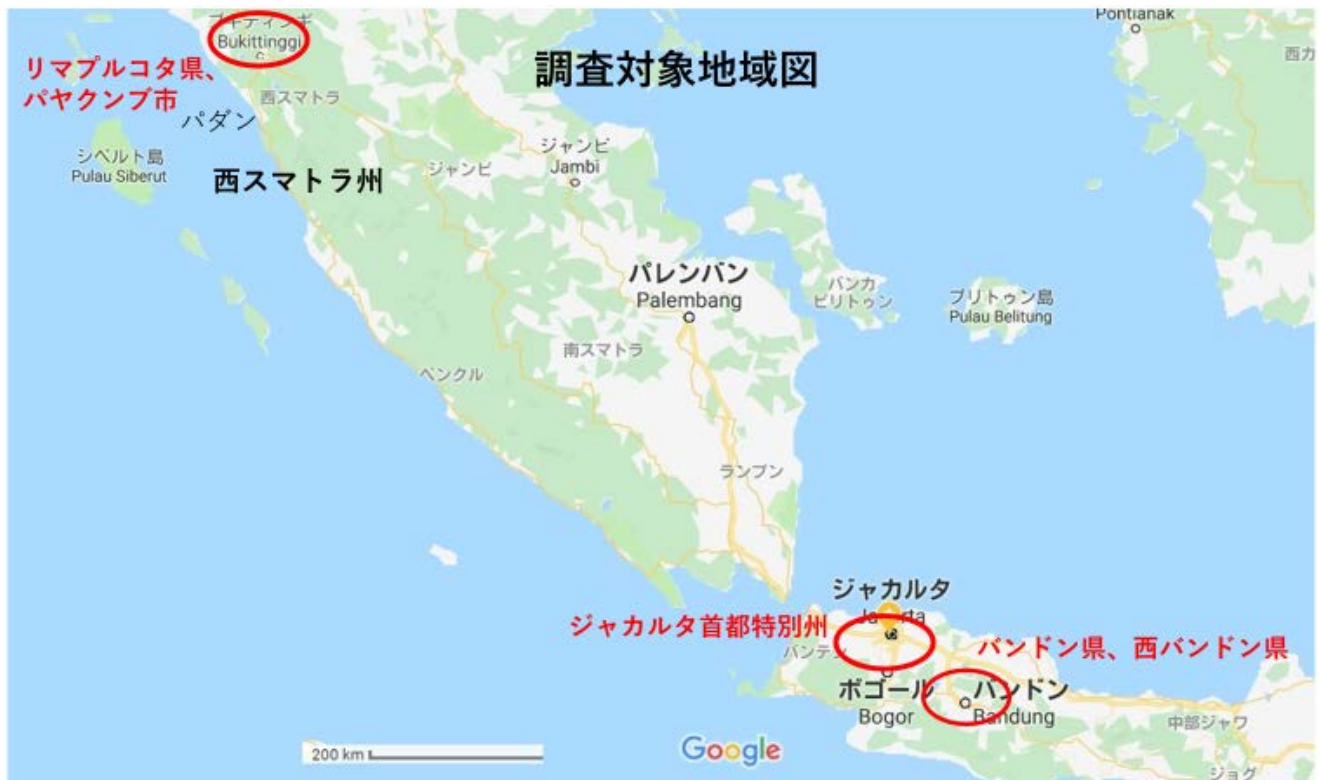 Bukittinggi
調査対象地域図
Pontianak
リマプルコタ県、
パヤクンブ市
西スマトラ
パダン
シベルト島
Pulau Siberut
西スマトラ州
ジャンビ
ジャンビ
Jambi
パレンバン
Palembang
バンカ
ビリトゥン
ブリトゥン島
Pulau Belitung
南スマトラ
ベンクル
ランプン
ジャカルタ
ジャカルタ首都特別州
バンテン
バンドン県、西バンドン県
ボゴール
Bogor
バンドン
Bandung
中部ジャワ
ジョグ
200 km
Google